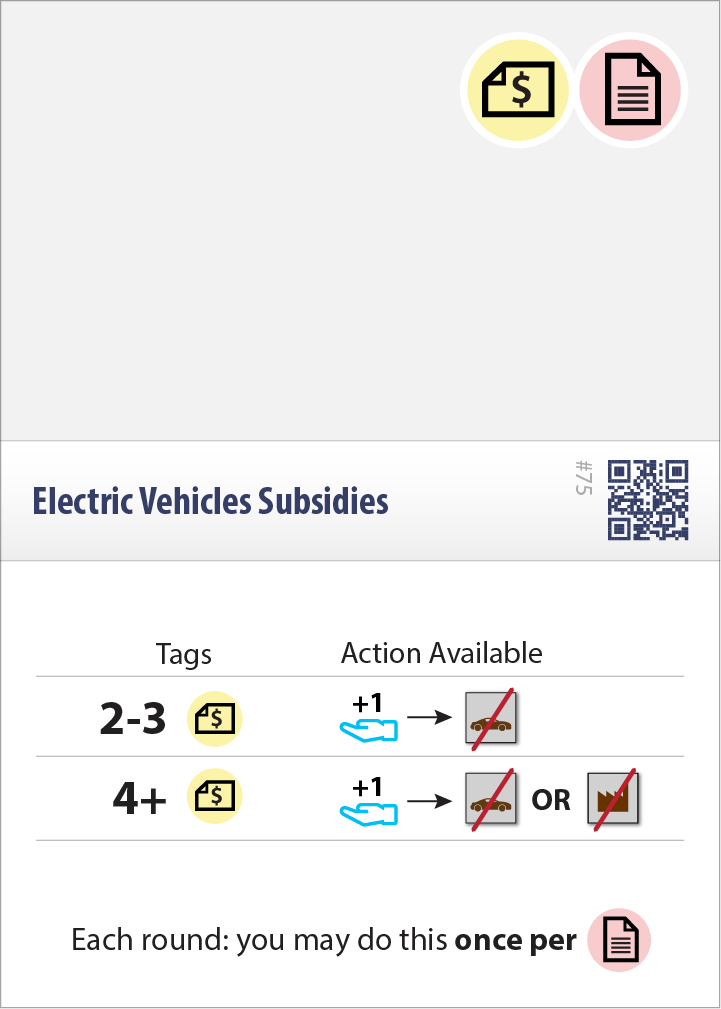 $
#75
Electric Vehicles Subsidies
Tags Action Available
2-3 $ +1
4+ $ +1 OR
Each round: you may do this once per